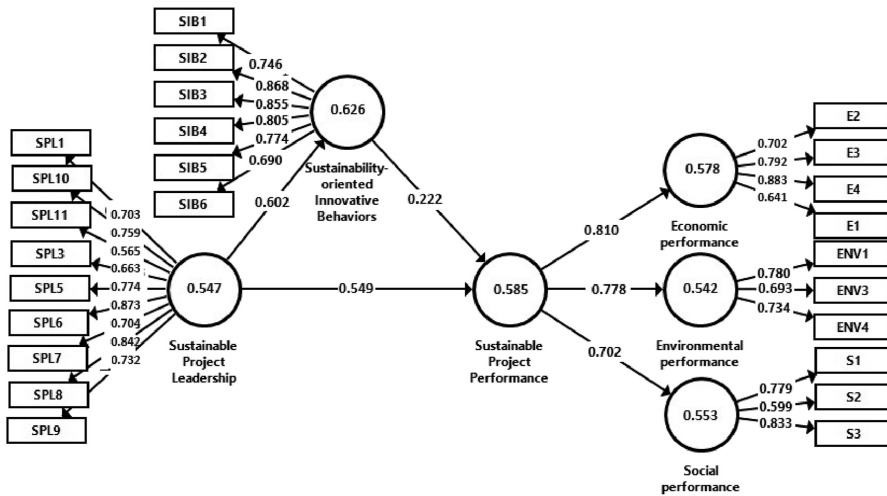 SIB1
SIB2
SIB3
SIB4
SIB5
SIB6
0.746
0.868
0.855
0.805
0.774
0.690
0.626
Sustainability-
oriented
Innovative
Behaviors
SPL1
SPL10
SPL11
SPL3
SPL5
SPL6
SPL7
SPL8
SPL9
0.703
0.759
0.565
0.663
0.774
0.873
0.704
0.842
0.732
0.547
Sustainable
Project
Leadership
0.602
0.222
0.549
0.585
Sustainable
Project
Performance
0.810
0.778
0.702
0.578
Economic
performance
0.702
0.792
0.883
0.641
E2
E3
E4
E1
0.542
Environmental
performance
0.780
0.693
0.734
ENV1
ENV3
ENV4
0.553
Social
performance
0.779
0.599
0.833
S1
S2
S3